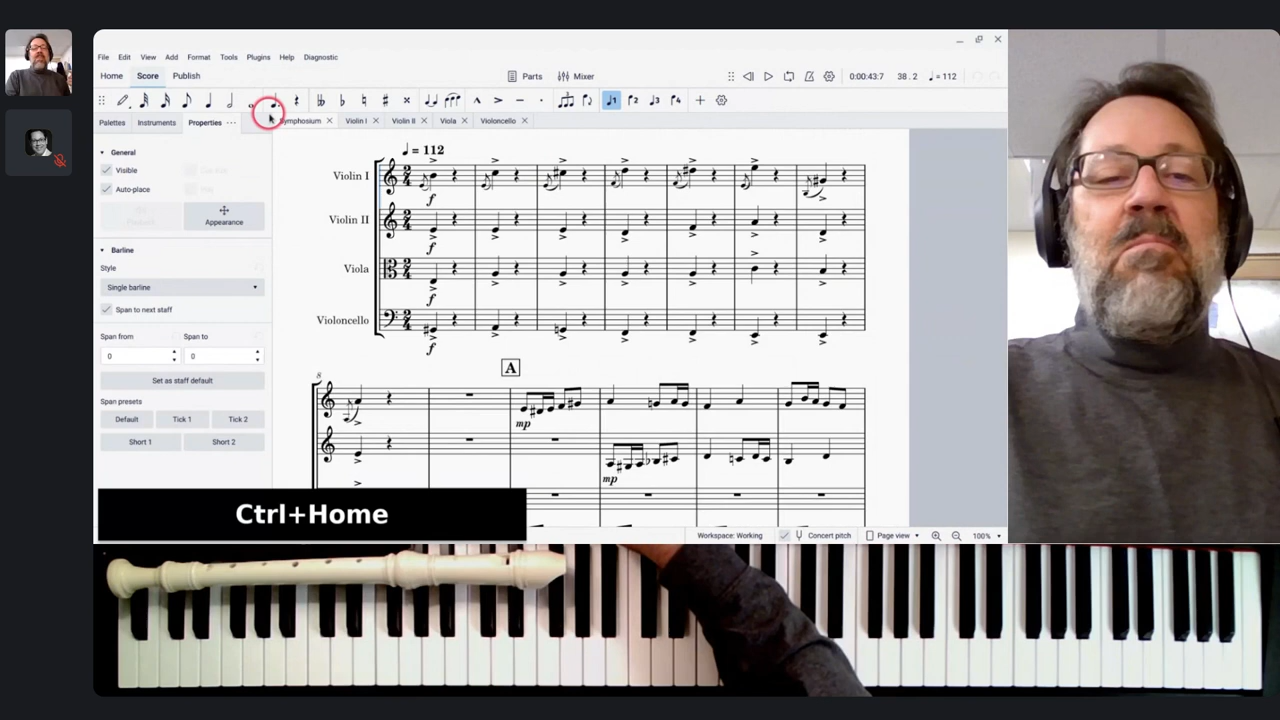 File Edit View Add Format Tools Plugins Help Diagnostic
Home Score Publish Parts Mixer 0:00:43:7 38 . 2 = 112
1 2 3 4
Palettes Instruments Properties ··· Symphosium Violin I Violin II Viola Violoncello
General
Visible
Auto-place
Appearance
Barline
Style
Single barline
Span to next staff
Span from Span to
0 0
Set as staff default
Span presets
Default Tick 1 Tick 2
Short 1 Short 2
= 112
Violin I
f
Violin II
f
Viola
f
Violoncello
f
A
8
mp
mp
Ctrl+Home
Workspace: Working Concert pitch Page view 100%